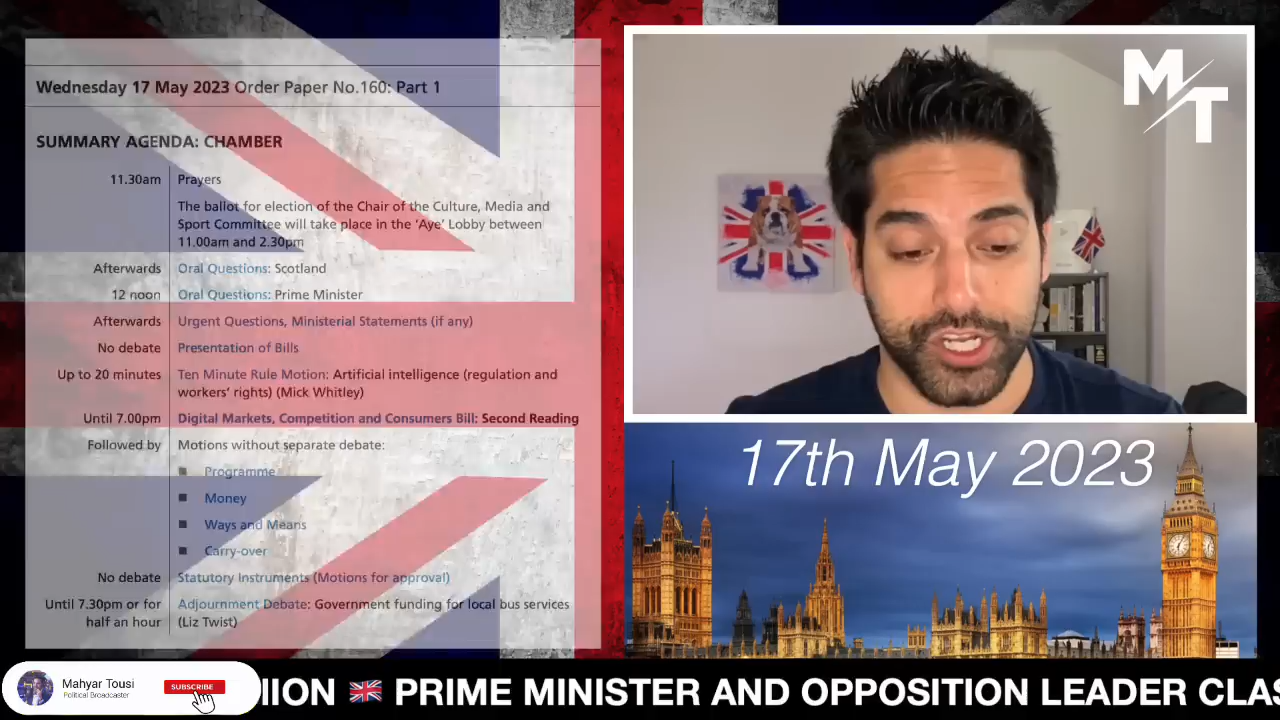 Wednesday 17 May 2023 Order Paper No.160: Part 1
SUMMARY AGENDA: CHAMBER
11.30am Prayers
The ballot for election of the Chair of the Culture, Media and
Sport Committee will take place in the ‘Aye’ Lobby between
11.00am and 2.30pm
Afterwards Oral Questions: Scotland
12 noon Oral Questions: Prime Minister
Afterwards Urgent Questions, Ministerial Statements (if any)
No debate Presentation of Bills
Up to 20 minutes Ten Minute Rule Motion: Artificial intelligence (regulation and
workers’ rights) (Mick Whitley)
Until 7.00pm Digital Markets, Competition and Consumers Bill: Second Reading
Followed by Motions without separate debate:
Programme
Money
Ways and Means
Carry-over
No debate Statutory Instruments (Motions for approval)
Until 7.30pm or for Adjournment Debate: Government funding for local bus services
half an hour (Liz Twist)
M/T
17th May 2023
Mahyar Tousi
Political Broadcaster
SUBSCRIBE
NION 🇬🇧 PRIME MINISTER AND OPPOSITION LEADER CLAS